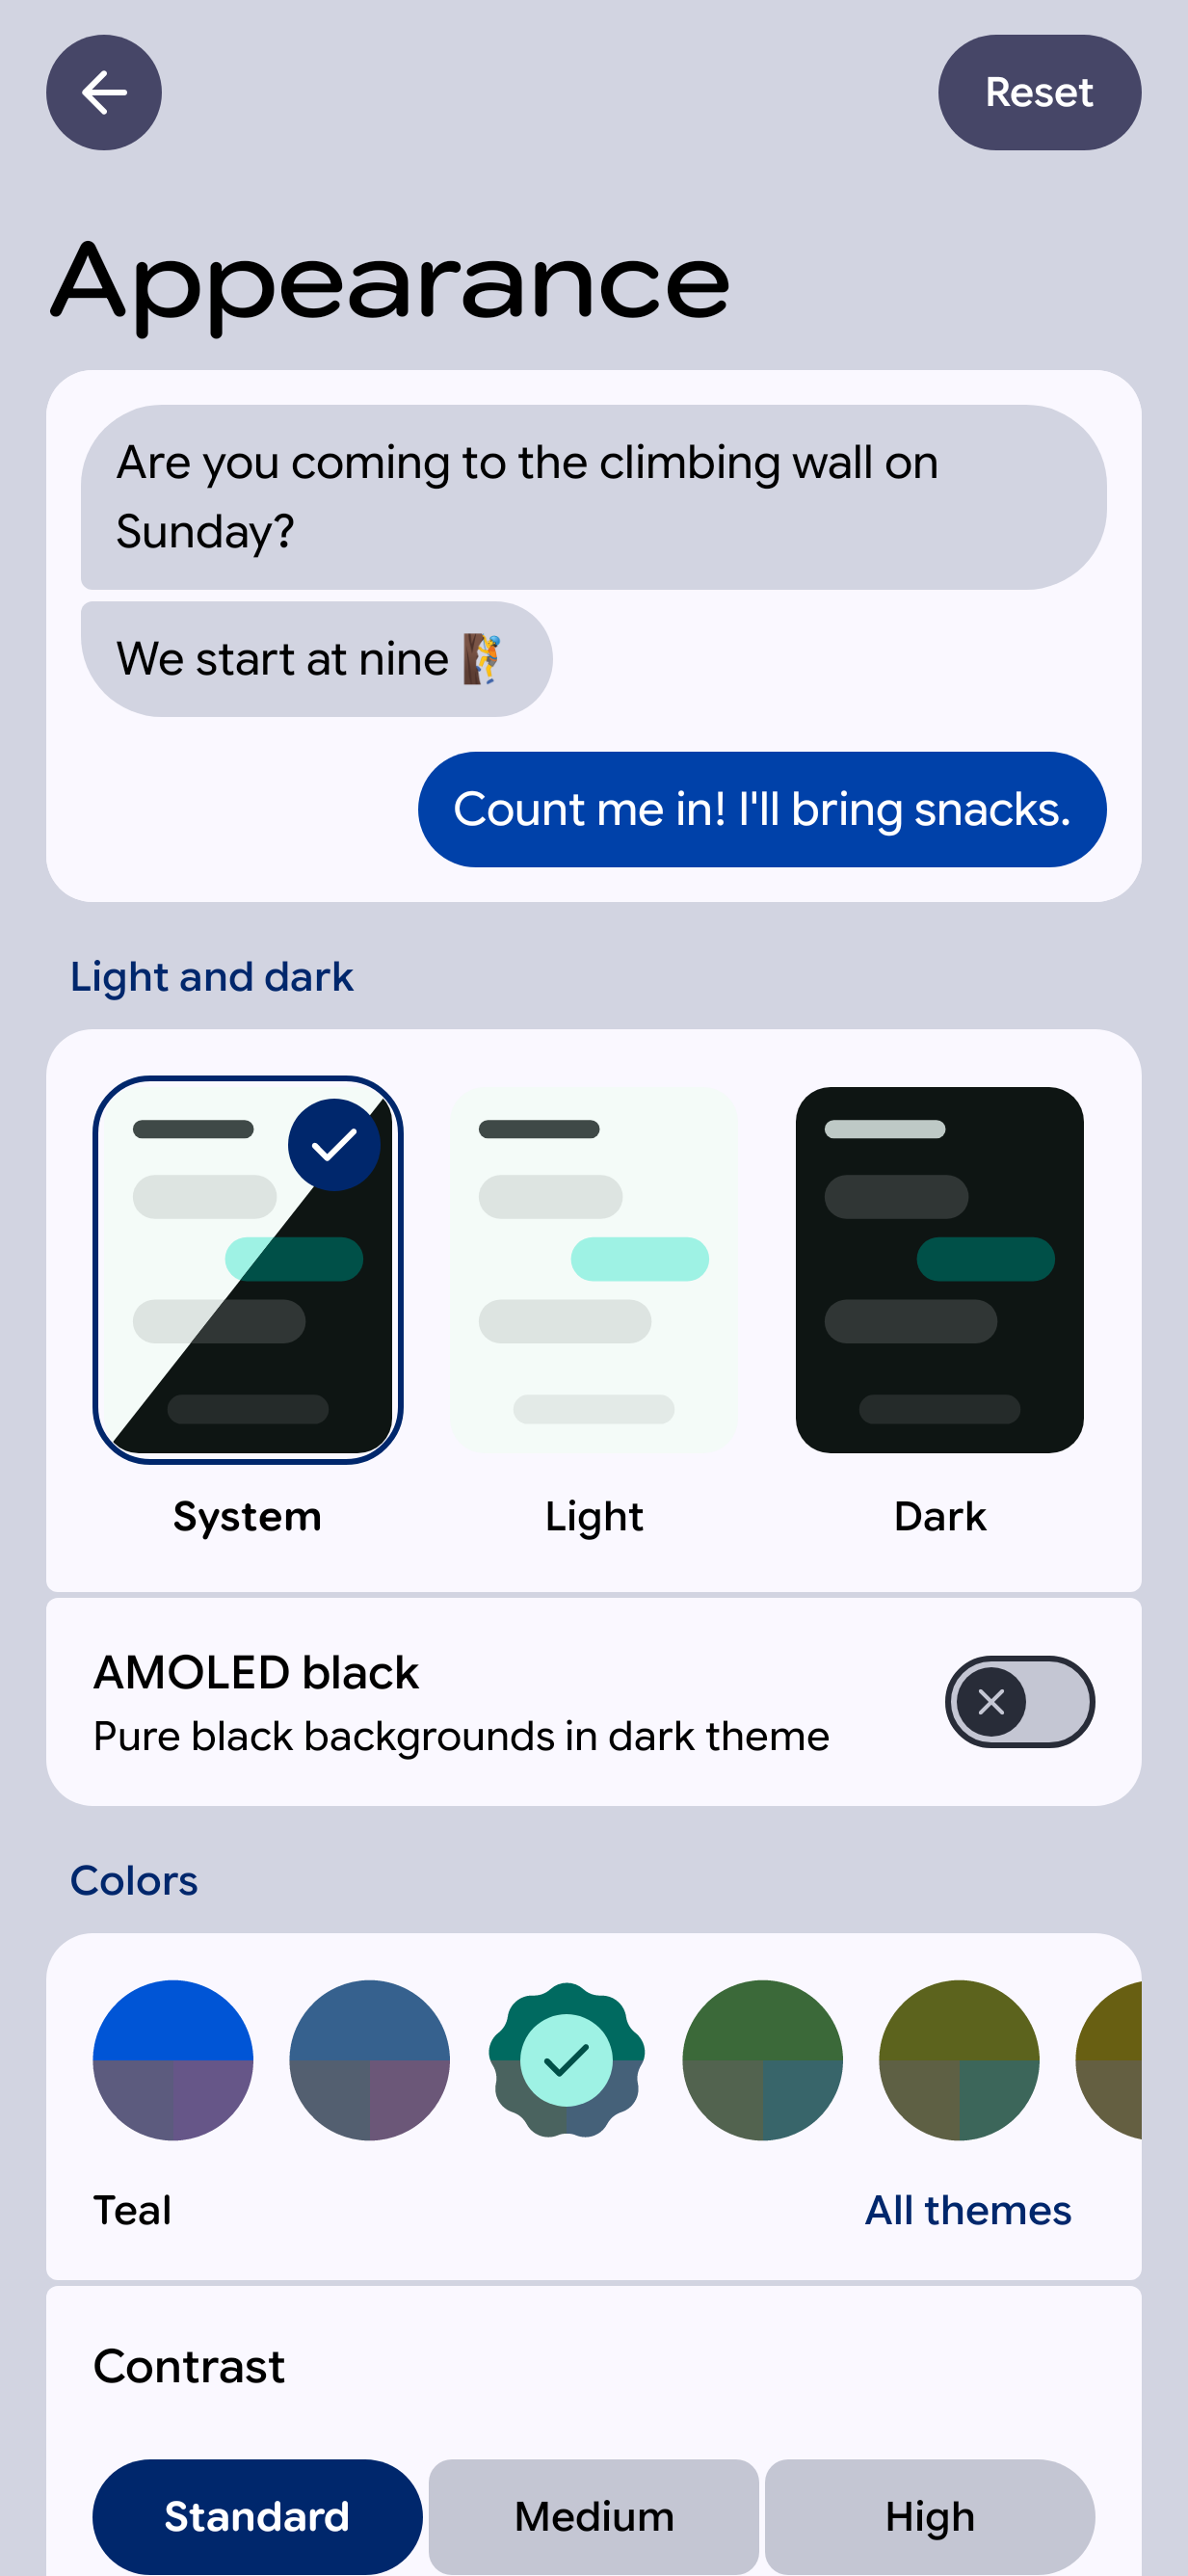 Reset
Appearance
Are you coming to the climbing wall on
Sunday?
We start at nine 🧗
Count me in! I'll bring snacks.
Light and dark
System
Light
Dark
AMOLED black
Pure black backgrounds in dark theme
Colors
Teal
All themes
Contrast
Standard
Medium
High